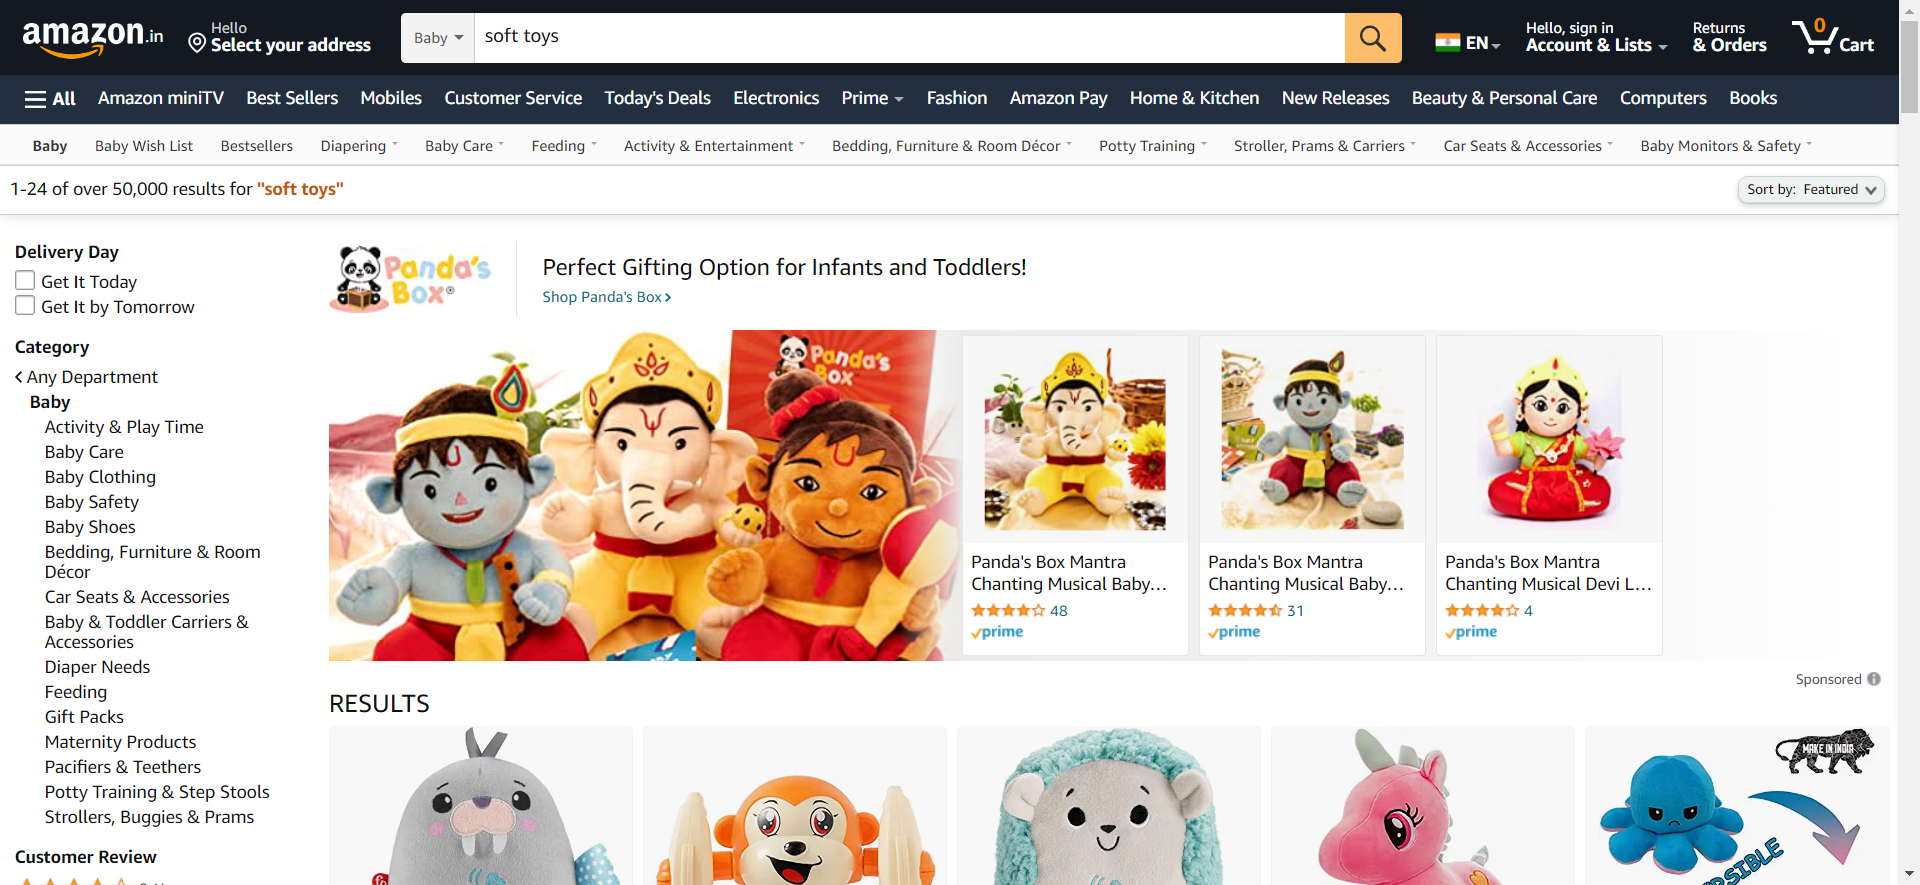 amazon.in
Hello
Select your address
Baby
soft toys
EN
Hello, sign in
Account & Lists
Returns
& Orders
0
Cart
All
Amazon miniTV
Best Sellers
Mobiles
Customer Service
Today's Deals
Electronics
Prime
Fashion
Amazon Pay
Home & Kitchen
New Releases
Beauty & Personal Care
Computers
Books
Baby
Baby Wish List
Bestsellers
Diapering
Baby Care
Feeding
Activity & Entertainment
Bedding, Furniture & Room Décor
Potty Training
Stroller, Prams & Carriers
Car Seats & Accessories
Baby Monitors & Safety
1-24 of over 50,000 results for "soft toys"
Sort by: Featured
Delivery Day
Get It Today
Get It by Tomorrow
Category
Any Department
Baby
Activity & Play Time
Baby Care
Baby Clothing
Baby Safety
Baby Shoes
Bedding, Furniture & Room
Décor
Car Seats & Accessories
Baby & Toddler Carriers &
Accessories
Diaper Needs
Feeding
Gift Packs
Maternity Products
Pacifiers & Teethers
Potty Training & Step Stools
Strollers, Buggies & Prams
Customer Review
Panda's
Box®
Perfect Gifting Option for Infants and Toddlers!
Shop Panda's Box
Panda's
Box
Panda's Box Mantra
Chanting Musical Baby...
48
prime
Panda's Box Mantra
Chanting Musical Baby...
31
prime
Panda's Box Mantra
Chanting Musical Devi L...
4
prime
Sponsored
RESULTS
MAKE IN INDIA